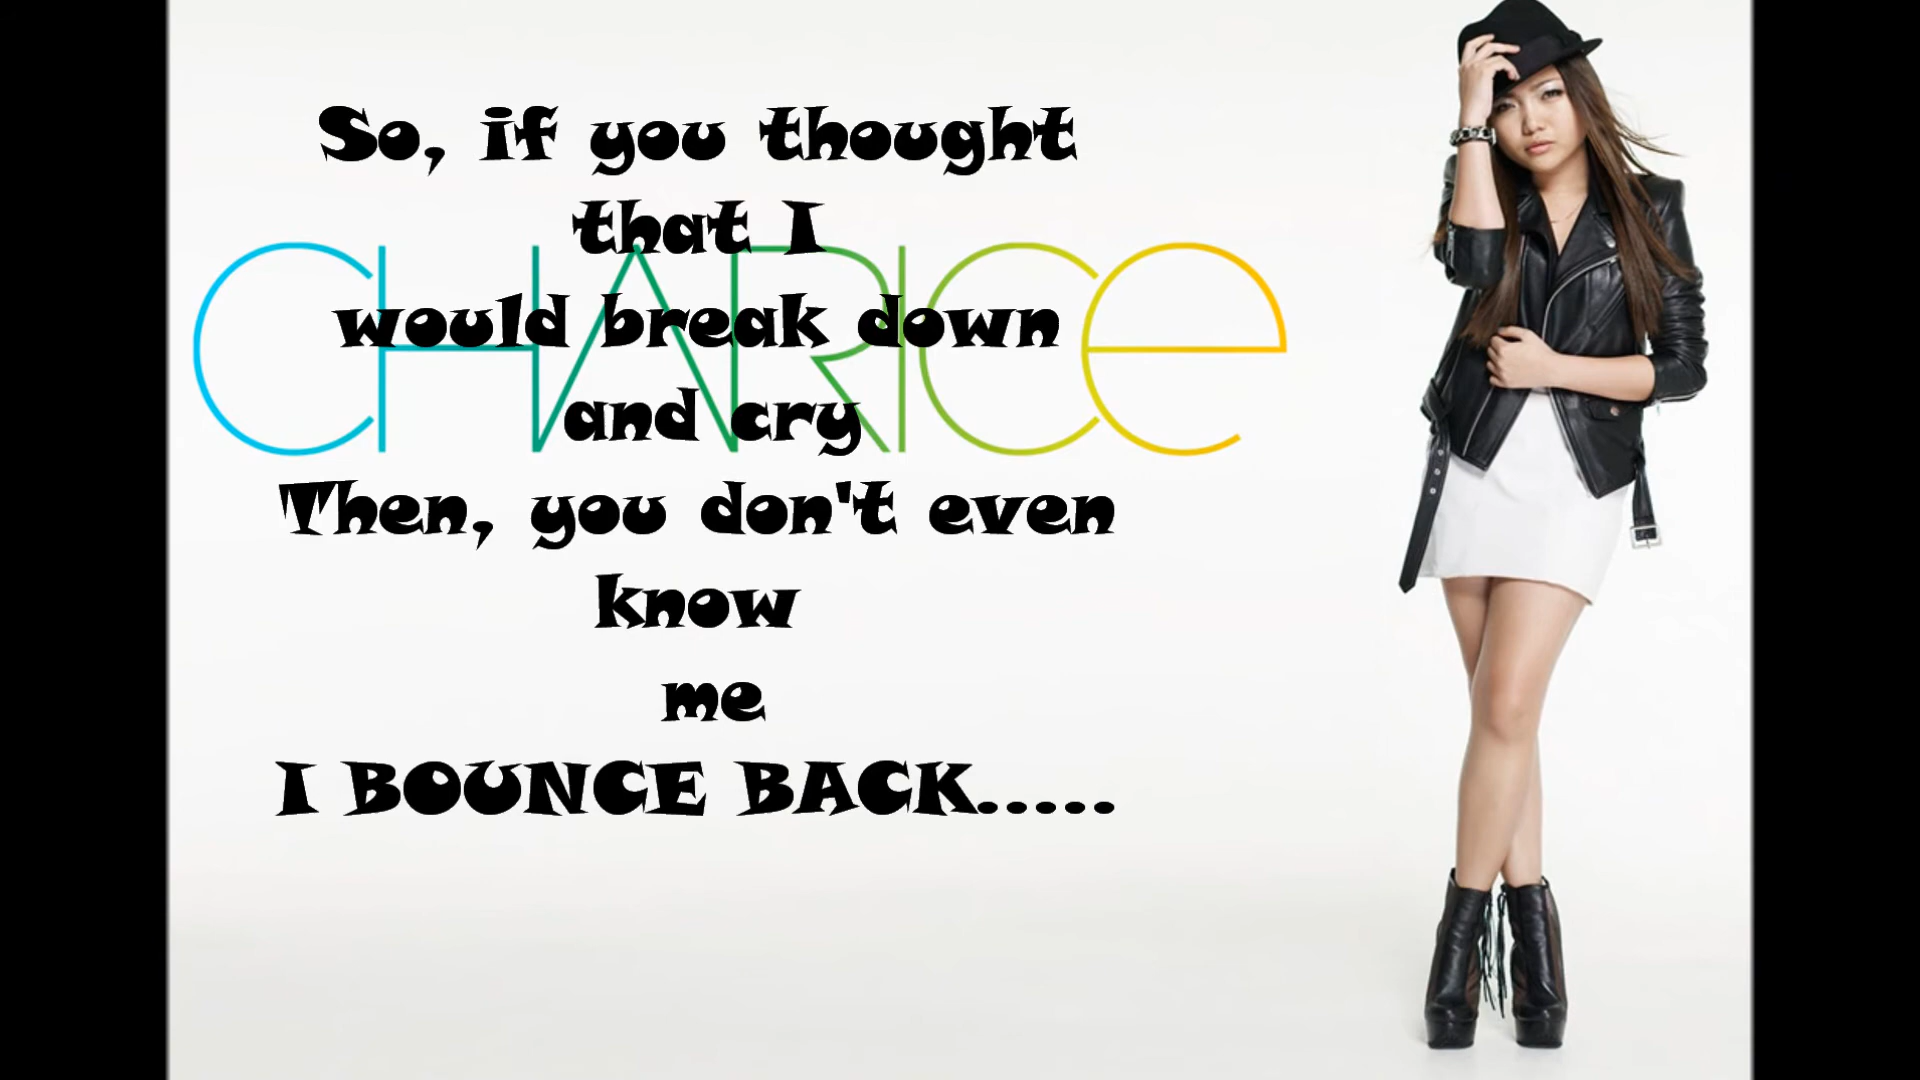 So, if you thought
that I
CHARICE
would break down
and cry
Then, you don't even
know
me
I BOUNCE BACK.....